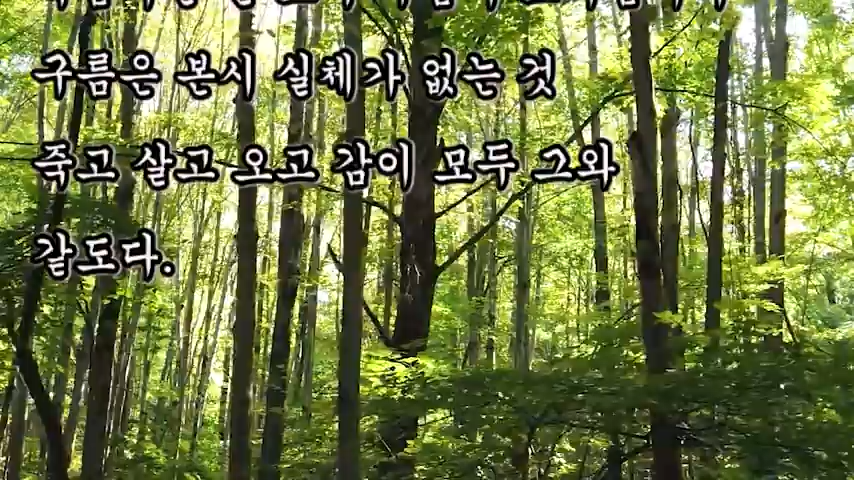 구름은 본시 실체가 없는 것
죽고 살고 오고 감이 모두 그와
같도다.